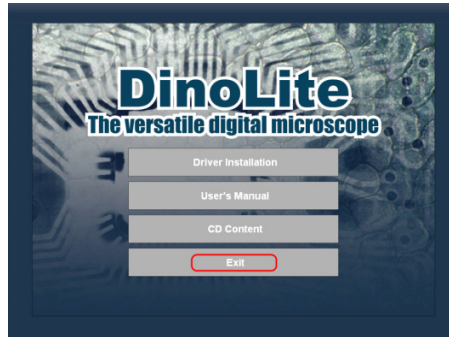 DinoLite
The versatile digital microscope
Driver Installation
User's Manual
CD Content
Exit